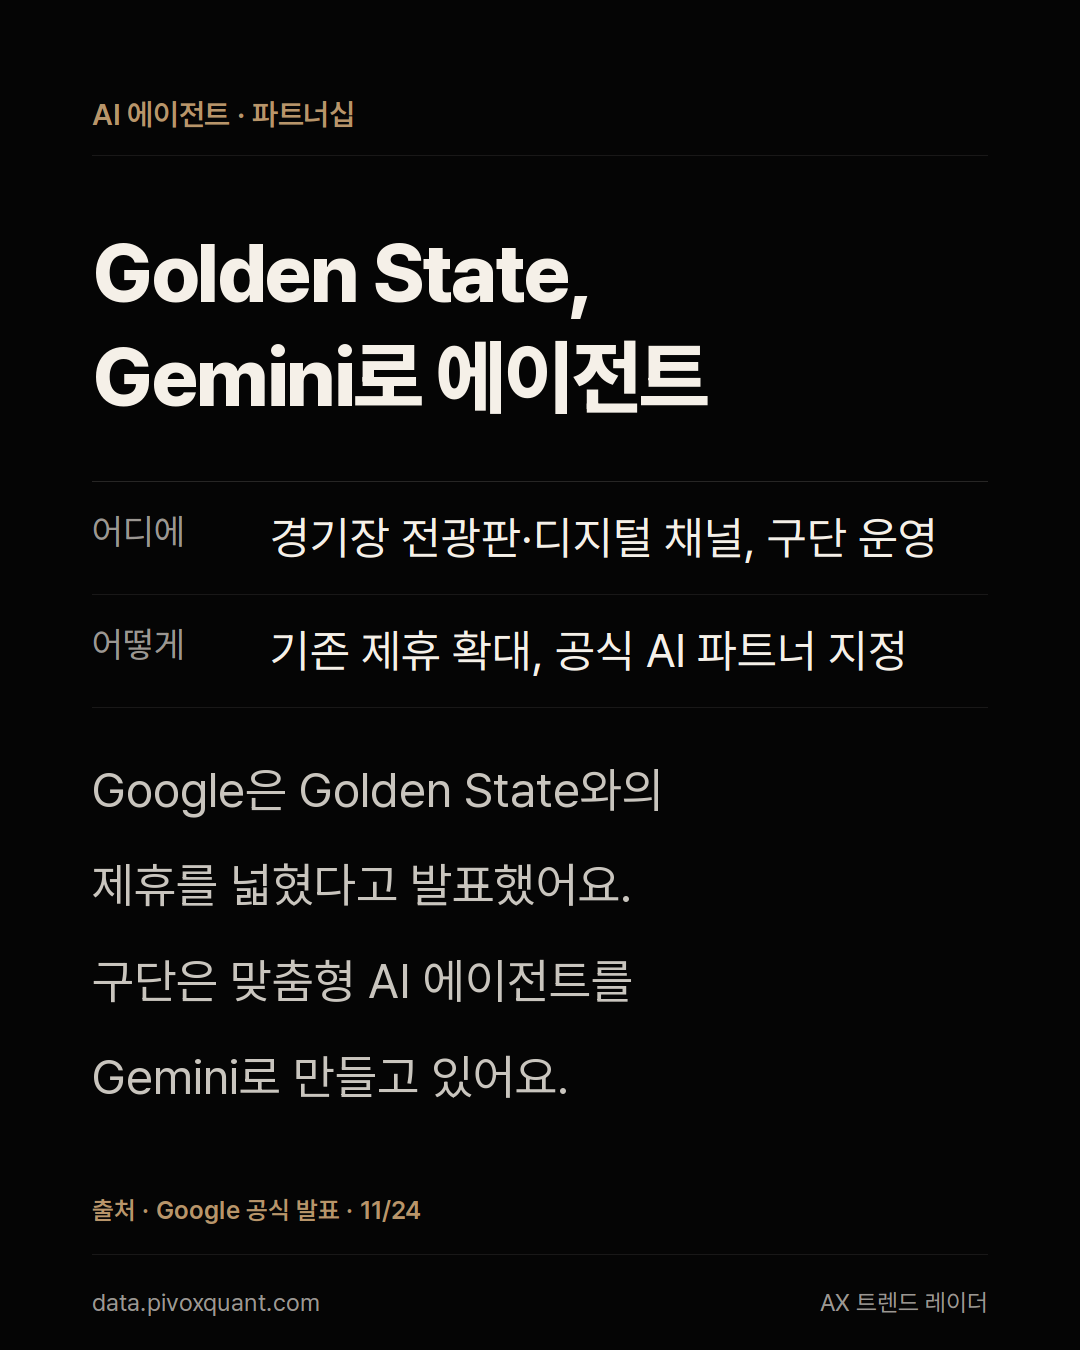 AI 에이전트 · 파트너십
Golden State,
Gemini로 에이전트
어디에 경기장 전광판·디지털 채널, 구단 운영
어떻게 기존 제휴 확대, 공식 AI 파트너 지정
Google은 Golden State와의
제휴를 넓혔다고 발표했어요.
구단은 맞춤형 AI 에이전트를
Gemini로 만들고 있어요.
출처 · Google 공식 발표 · 11/24
data.pivoxquant.com AX 트렌드 레이더